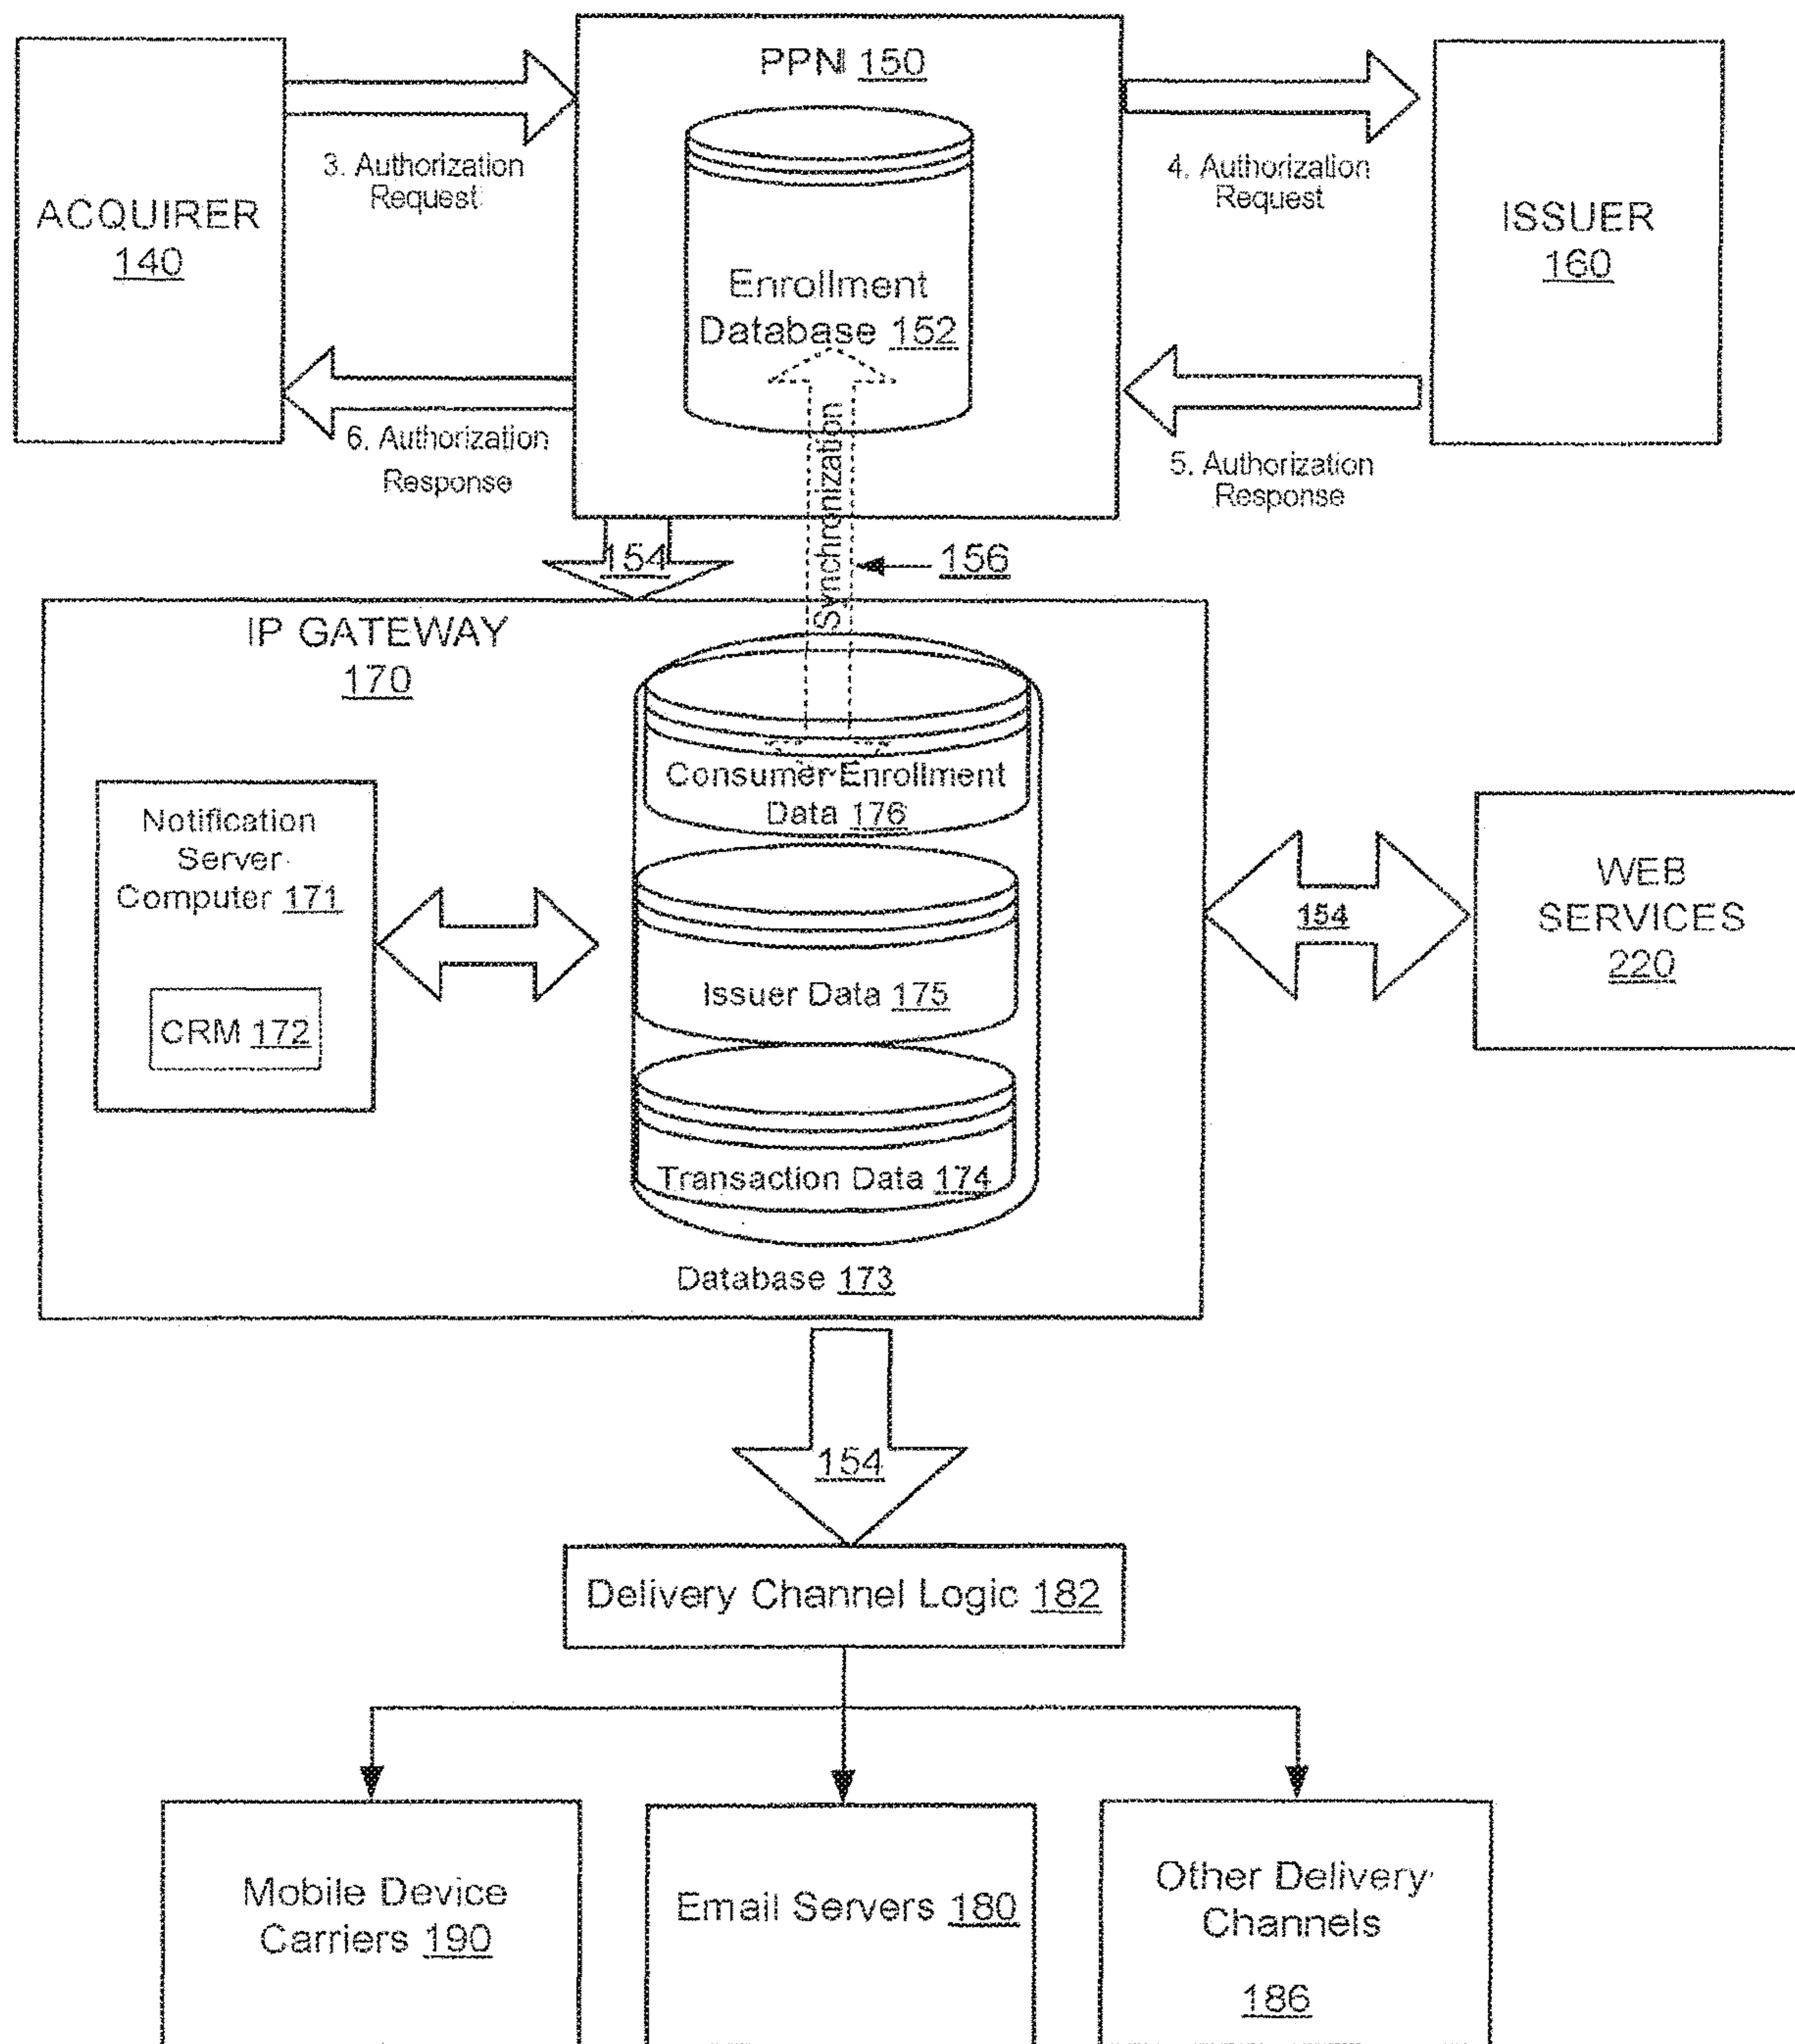 PPN 150
3. Authorization
Request
4. Authorization
Request
ACQUIRER
140
ISSUER
160
Enrollment
Database 152
6. Authorization
Response
5. Authorization
Response
Synchronization
154
156
IP GATEWAY
170
Consumer Enrollment
Data 176
Notification
Server
Computer 171
CRM 172
Issuer Data 175
Transaction Data 174
Database 173
154
WEB
SERVICES
220
154
Delivery Channel Logic 182
Mobile Device
Carriers 190
Email Servers 180
Other Delivery
Channels
186